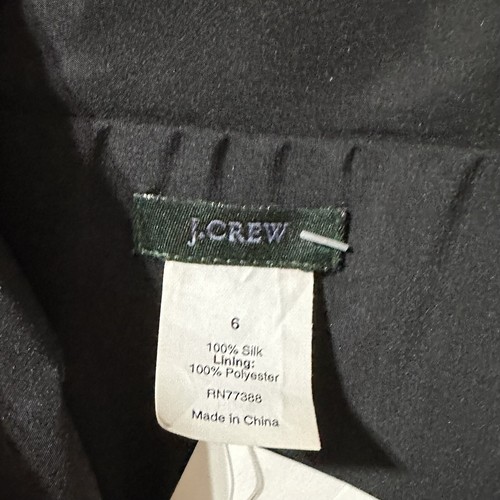 J.CREW
6
100% Silk
Lining:
100% Polyester
RN77388
Made in China